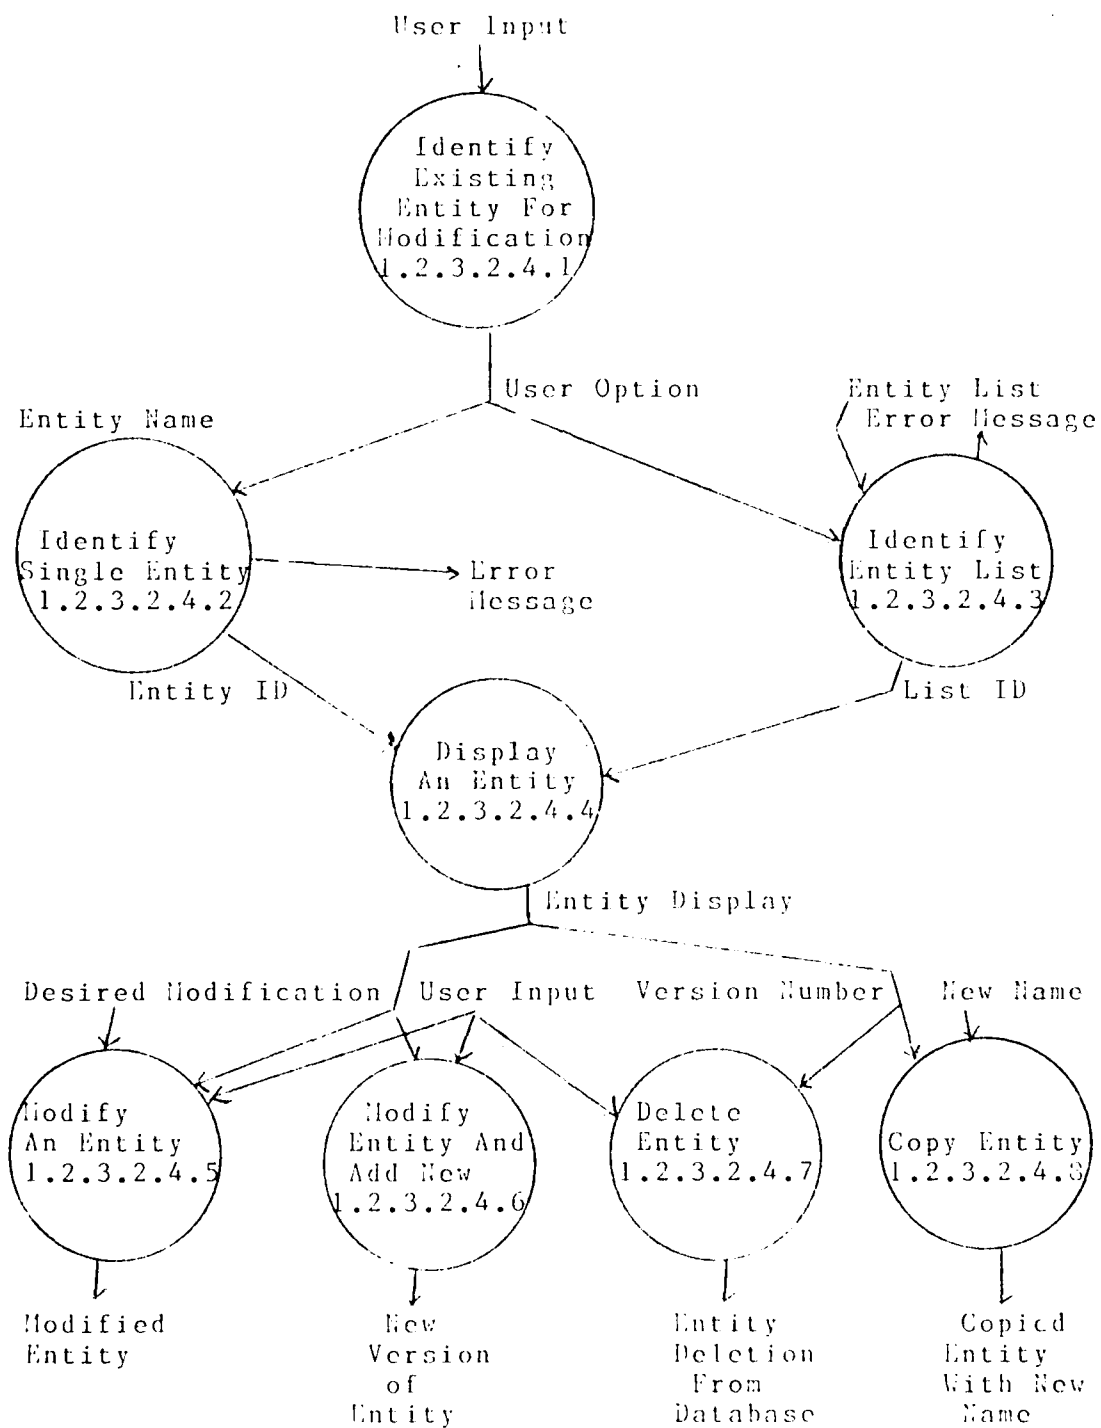 User Input
Identify
Existing
Entity For
Modification
1.2.3.2.4.1
User Option
Entity List
Error Message
Entity Name
Identify
Single Entity
1.2.3.2.4.2
Error
Message
Identify
Entity List
1.2.3.2.4.3
Entity ID
List ID
Display
An Entity
1.2.3.2.4.4
Entity Display
Desired Modification
User Input
Version Number
New Name
Modify
An Entity
1.2.3.2.4.5
Modify
Entity And
Add New
1.2.3.2.4.6
Delete
Entity
1.2.3.2.4.7
Copy Entity
1.2.3.2.4.8
Modified
Entity
New
Version
of
Entity
Entity
Deletion
From
Database
Copied
Entity
With New
Name